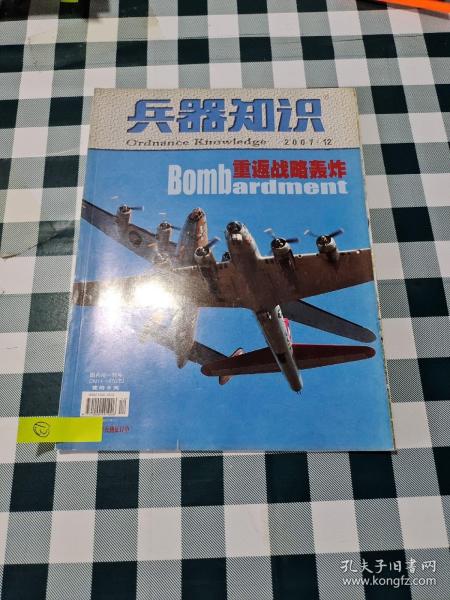 兵器知识
Ordnance Knowledge 2007·12
重返战略轰炸
Bombardment
孔夫子旧书网
www.kongfz.com